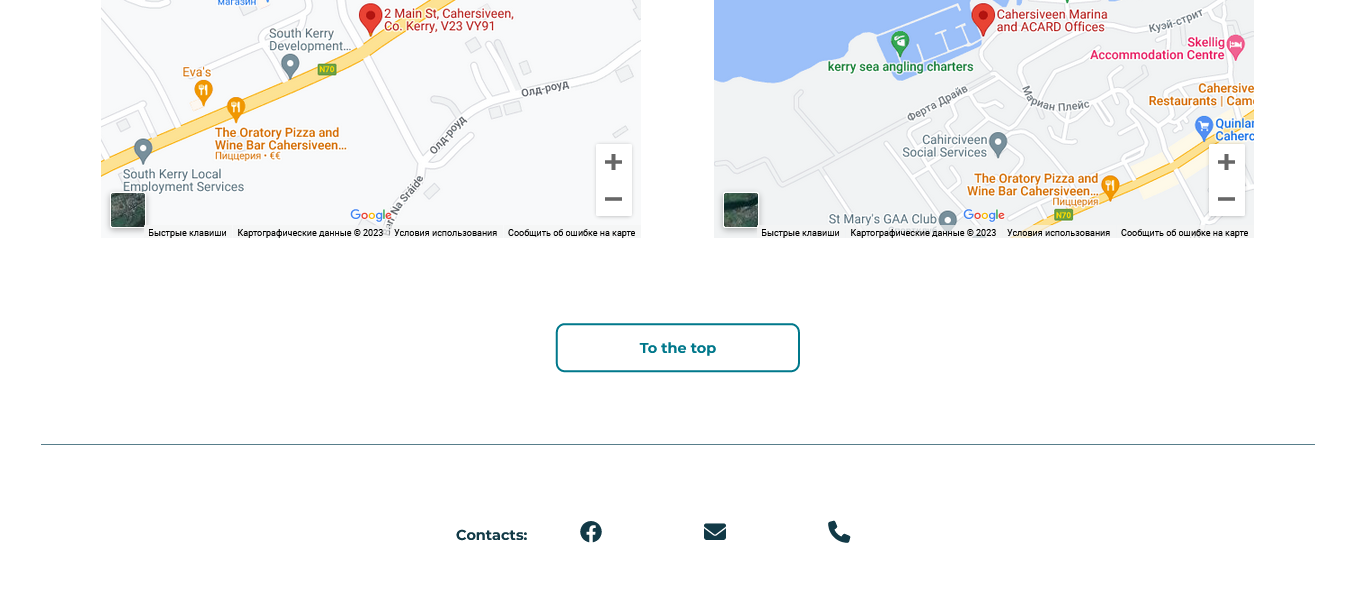 магазин
2 Main St, Cahersiveen,
Co. Kerry, V23 VY91
South Kerry
Development...
N70
Eva's
The Oratory Pizza and
Wine Bar Cahersiveen...
Пиццерия • €€
Олд-роуд
Олд-роуд
South Kerry Local
Employment Services
Na Sráide
Google
Быстрые клавиши
Картографические данные © 2023
Условия использования
Сообщить об ошибке на карте
Cahersiveen Marina
and ACARD Offices
Куэй-стрит
Skellig
Accommodation Centre
kerry sea angling charters
Ферта Драйв
Мариан Плейс
Cahersive
Restaurants | Cam
Quinlan
Caherc
Cahirciveen
Social Services
The Oratory Pizza and
Wine Bar Cahersiveen...
Пиццерия
N70
St Mary's GAA Club
Google
Быстрые клавиши
Картографические данные © 2023
Условия использования
Сообщить об ошибке на карте
To the top
Contacts: